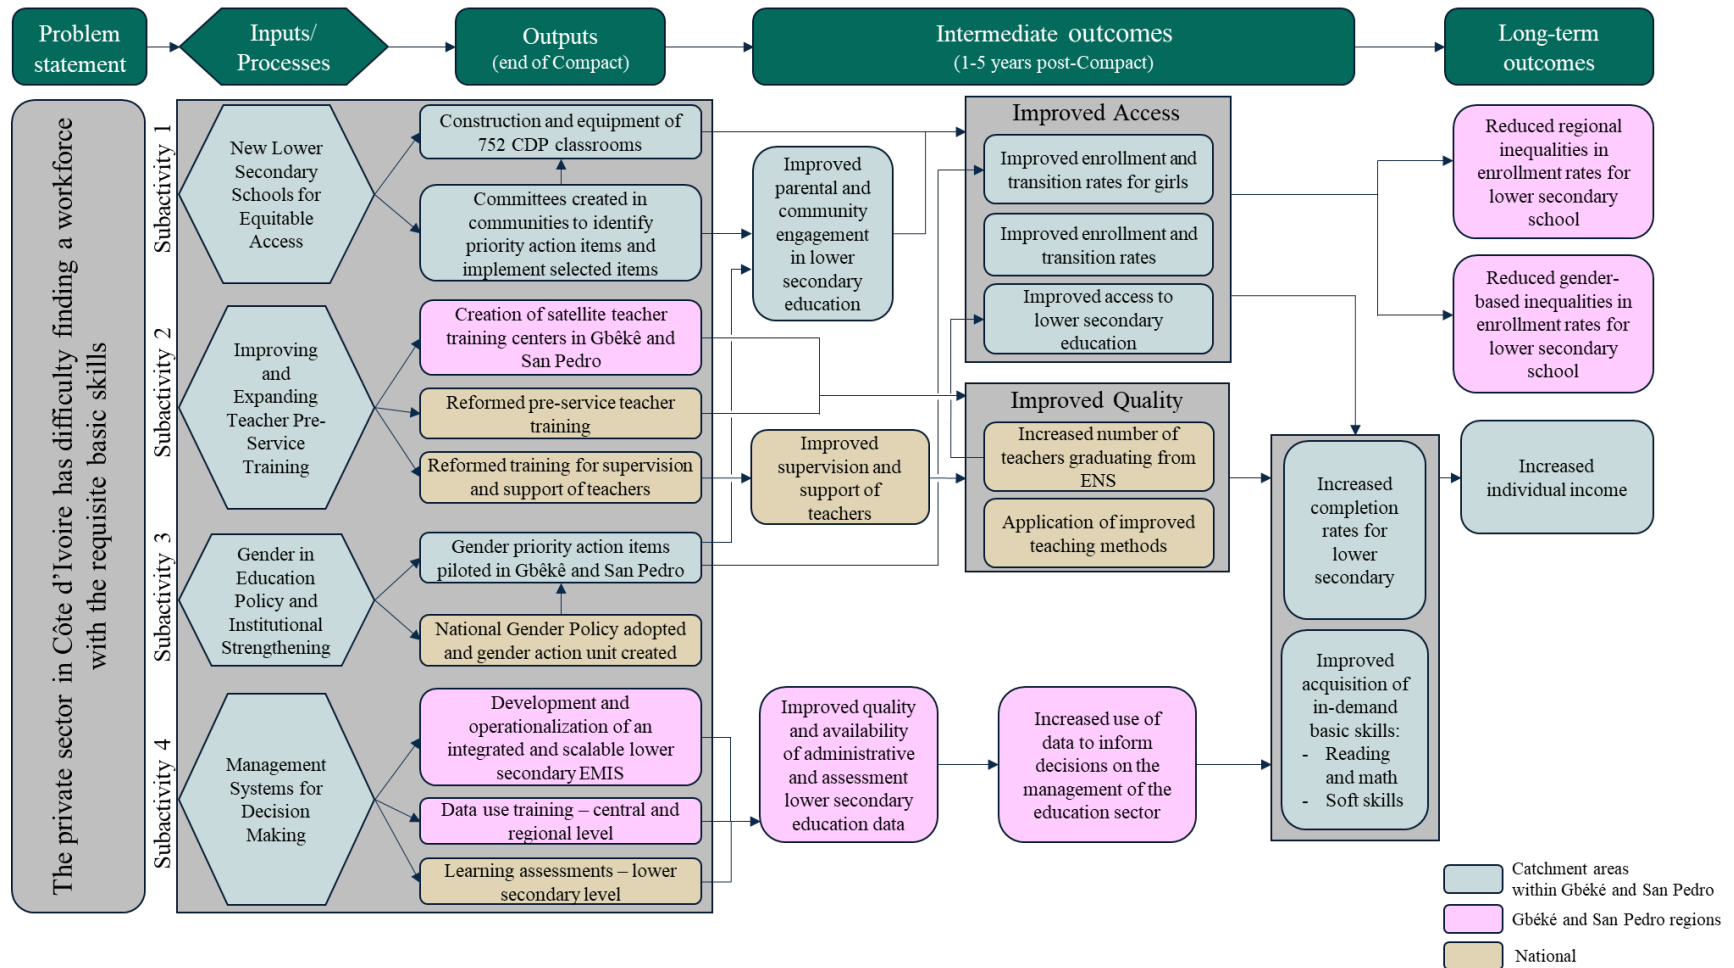 Problem
statement
Inputs/
Processes
Outputs
(end of Compact)
Intermediate outcomes
(1-5 years post-Compact)
Long-term
outcomes
The private sector in Côte d'Ivoire has difficulty finding a workforce
with the requisite basic skills
Subactivity 1
New Lower
Secondary
Schools for
Equitable
Access
Construction and equipment of
752 CDP classrooms
Committees created in
communities to identify
priority action items and
implement selected items
Subactivity 2
Improving
and
Expanding
Teacher Pre-
Service
Training
Creation of satellite teacher
training centers in Gbêkê and
San Pedro
Reformed pre-service teacher
training
Reformed training for supervision
and support of teachers
Subactivity 3
Gender in
Education
Policy and
Institutional
Strengthening
Gender priority action items
piloted in Gbêkê and San Pedro
National Gender Policy adopted
and gender action unit created
Subactivity 4
Management
Systems for
Decision
Making
Development and
operationalization of an
integrated and scalable lower
secondary EMIS
Data use training – central and
regional level
Learning assessments – lower
secondary level
Improved
parental and
community
engagement
in lower
secondary
education
Improved
supervision and
support of
teachers
Improved quality
and availability
of administrative
and assessment
lower secondary
education data
Improved Access
Improved enrollment and
transition rates for girls
Improved enrollment and
transition rates
Improved access to
lower secondary
education
Improved Quality
Increased number of
teachers graduating from
ENS
Application of improved
teaching methods
Increased use of
data to inform
decisions on the
management of the
education sector
Increased
completion
rates for
lower
secondary
Improved
acquisition of
in-demand
basic skills:
- Reading
and math
- Soft skills
Reduced regional
inequalities in
enrollment rates for
lower secondary
school
Reduced gender-
based inequalities in
enrollment rates for
lower secondary
school
Increased
individual income
Catchment areas
within Gbéké and San Pedro
Gbéké and San Pedro regions
National